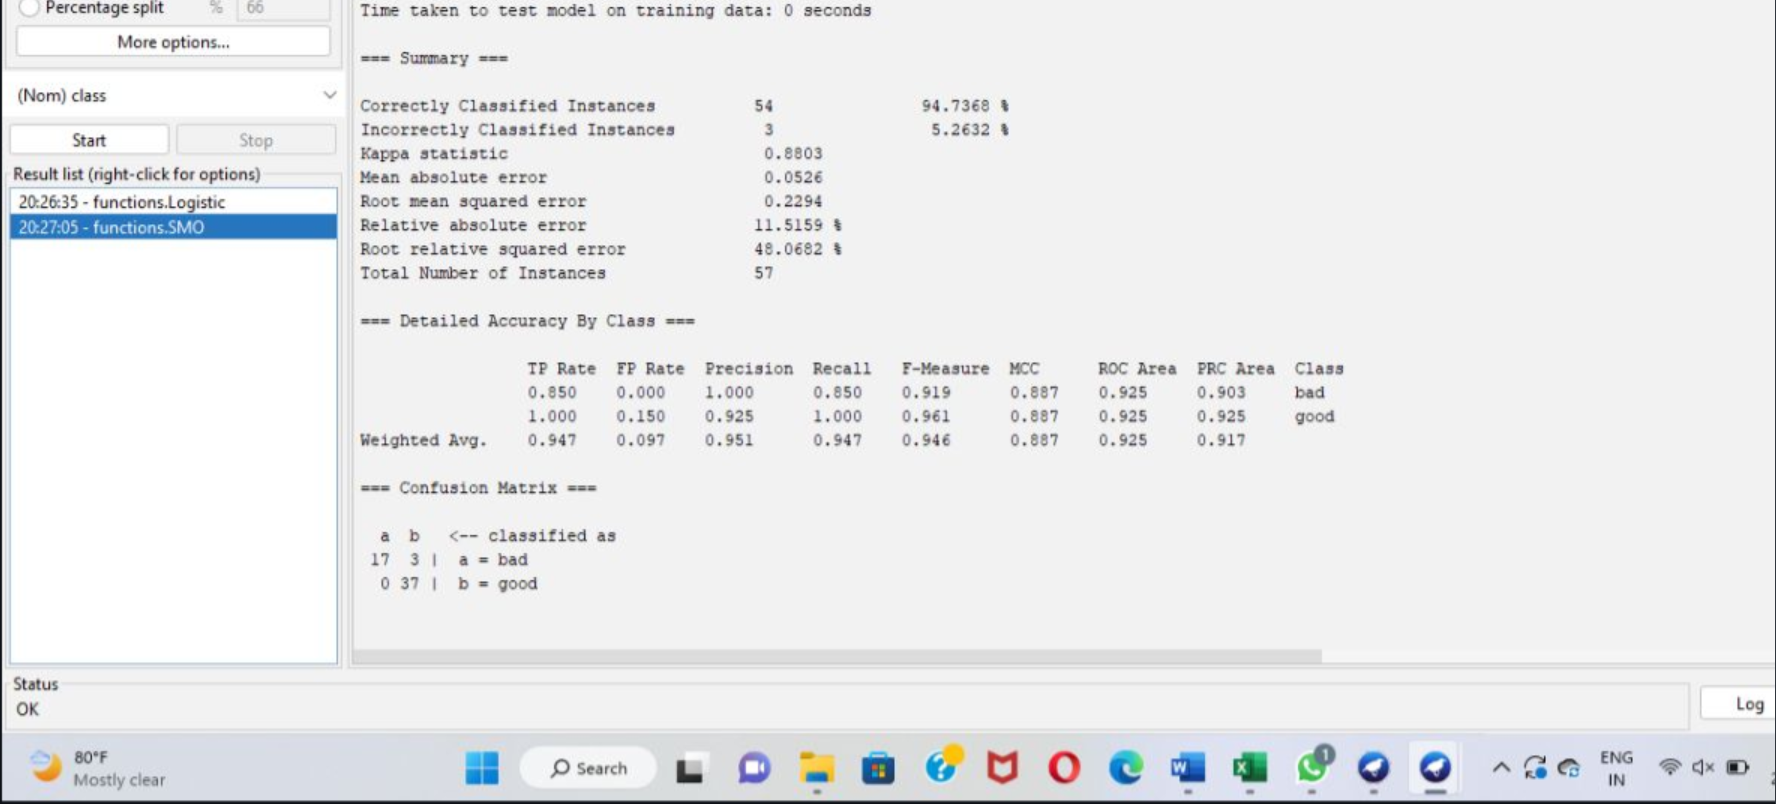 Percentage split % 66
More options...
(Nom) class
Start Stop
Result list (right-click for options)
20:26:35 - functions.Logistic
20:27:05 - functions.SMO
Time taken to test model on training data: 0 seconds
=== Summary ===
Correctly Classified Instances 54 94.7368 %
Incorrectly Classified Instances 3 5.2632 %
Kappa statistic 0.8803
Mean absolute error 0.0526
Root mean squared error 0.2294
Relative absolute error 11.5159 %
Root relative squared error 48.0682 %
Total Number of Instances 57
=== Detailed Accuracy By Class ===
TP Rate FP Rate Precision Recall F-Measure MCC ROC Area PRC Area Class
0.850 0.000 1.000 0.850 0.919 0.887 0.925 0.903 bad
1.000 0.150 0.925 1.000 0.961 0.887 0.925 0.925 good
Weighted Avg. 0.947 0.097 0.951 0.947 0.946 0.887 0.925 0.917
=== Confusion Matrix ===
a b <-- classified as
17 3 | a = bad
0 37 | b = good
Status
OK
Log
80°F
Mostly clear
Search
1
ENG
IN